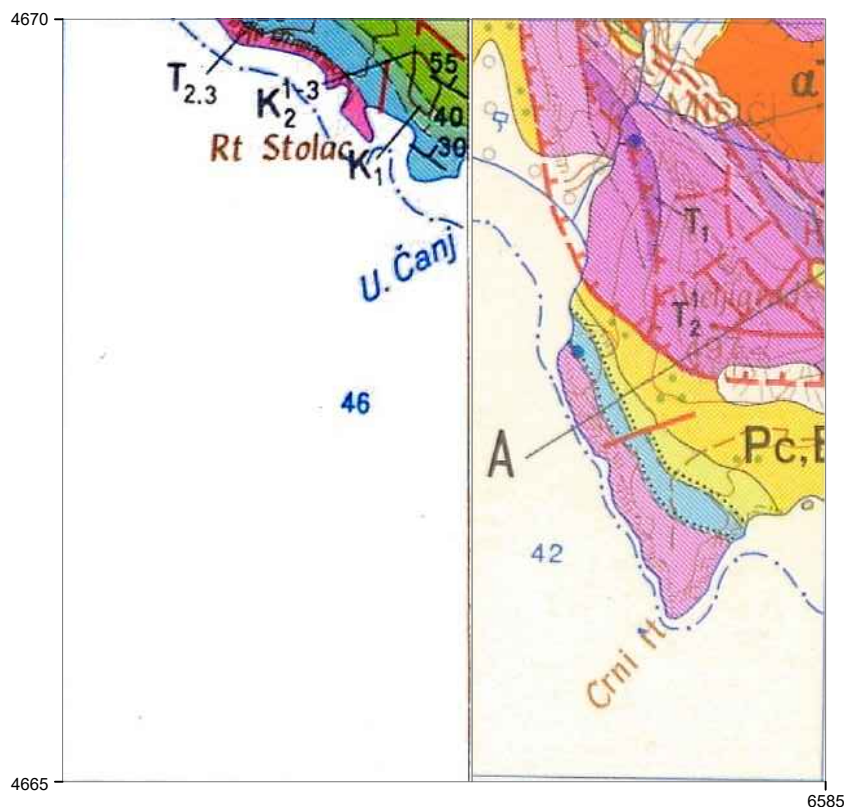 4670
T2.3
K2 1-3
55
40
30
Rt Stolac
K1
U. Čanj
46
Mišići
α
T1
T2 1
A
Pc,E
42
Crni rt
4665
6585